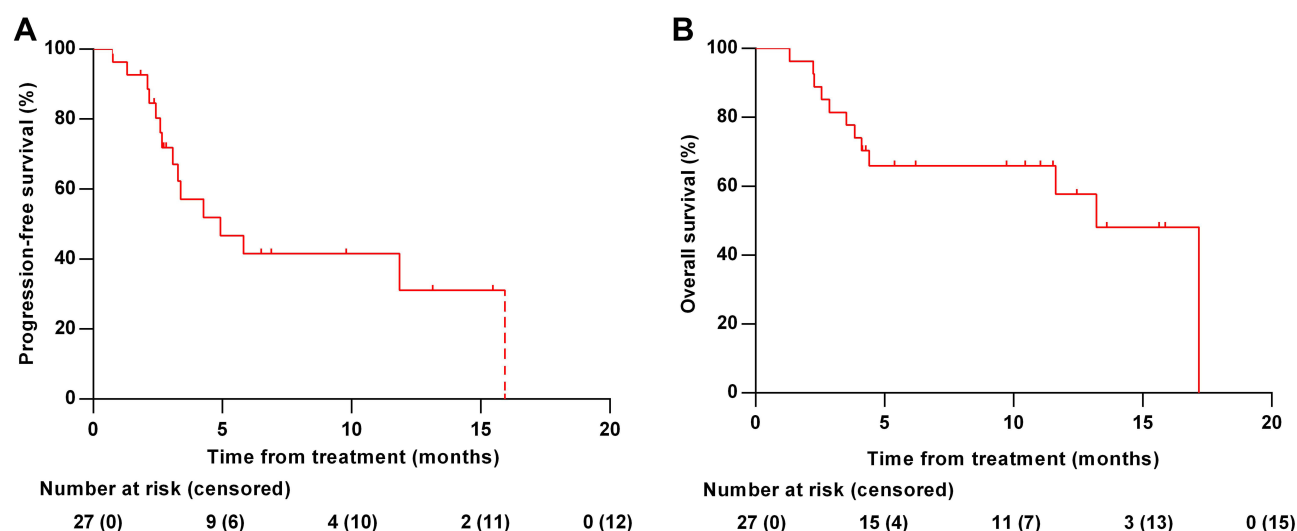 A
Progression-free survival (%)
100
80
60
40
20
0
0 5 10 15 20
Time from treatment (months)
Number at risk (censored)
27 (0) 9 (6) 4 (10) 2 (11) 0 (12)
B
Overall survival (%)
100
80
60
40
20
0
0 5 10 15 20
Time from treatment (months)
Number at risk (censored)
27 (0) 15 (4) 11 (7) 3 (13) 0 (15)